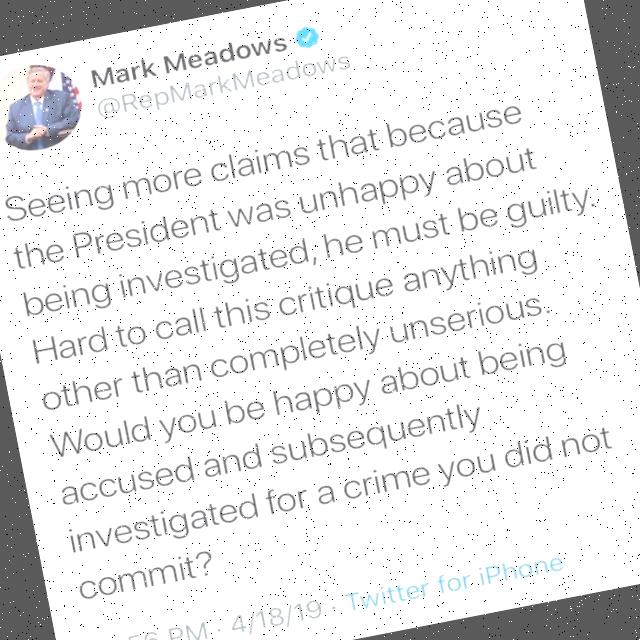 Mark Meadows
@RepMarkMeadows
Seeing more claims that because
the President was unhappy about
being investigated, he must be guilty.
Hard to call this critique anything
other than completely unserious.
Would you be happy about being
accused and subsequently
investigated for a crime you did not
commit?
56 PM · 4/18/19 · Twitter for iPhone